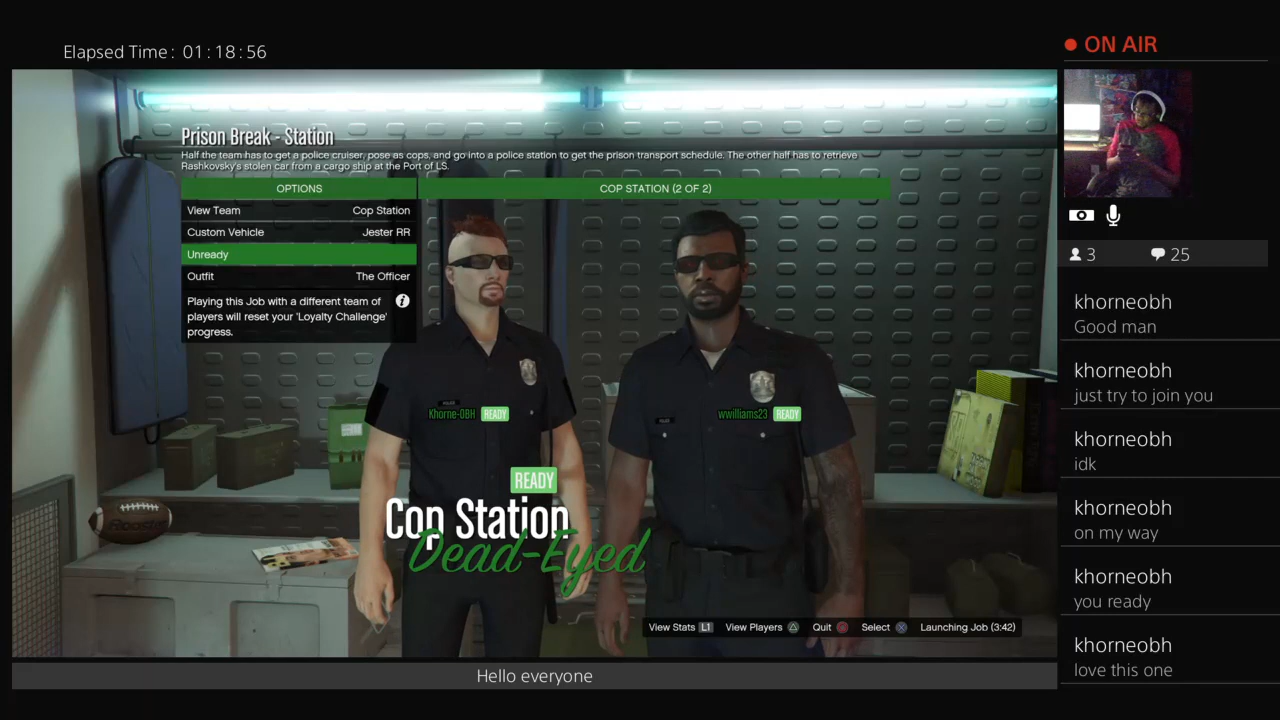 Elapsed Time: 01:18:56
ON AIR
Prison Break - Station
Half the team has to get a police cruiser, pose as cops, and go into a police station to get the prison transport schedule. The other half has to retrieve
Rashkovsky's stolen car from a cargo ship at the Port of LS.
OPTIONS
COP STATION (2 OF 2)
View Team Cop Station
Custom Vehicle Jester RR
Unready
Outfit The Officer
Playing this Job with a different team of
players will reset your 'Loyalty Challenge'
progress.
Khorne-OBH READY
wwilliams23 READY
READY
Cop Station
Dead-Eyed
View Stats L1 View Players Quit Select Launching Job (3:42)
Hello everyone
3 25
khorneobh
Good man
khorneobh
just try to join you
khorneobh
idk
khorneobh
on my way
khorneobh
you ready
khorneobh
love this one